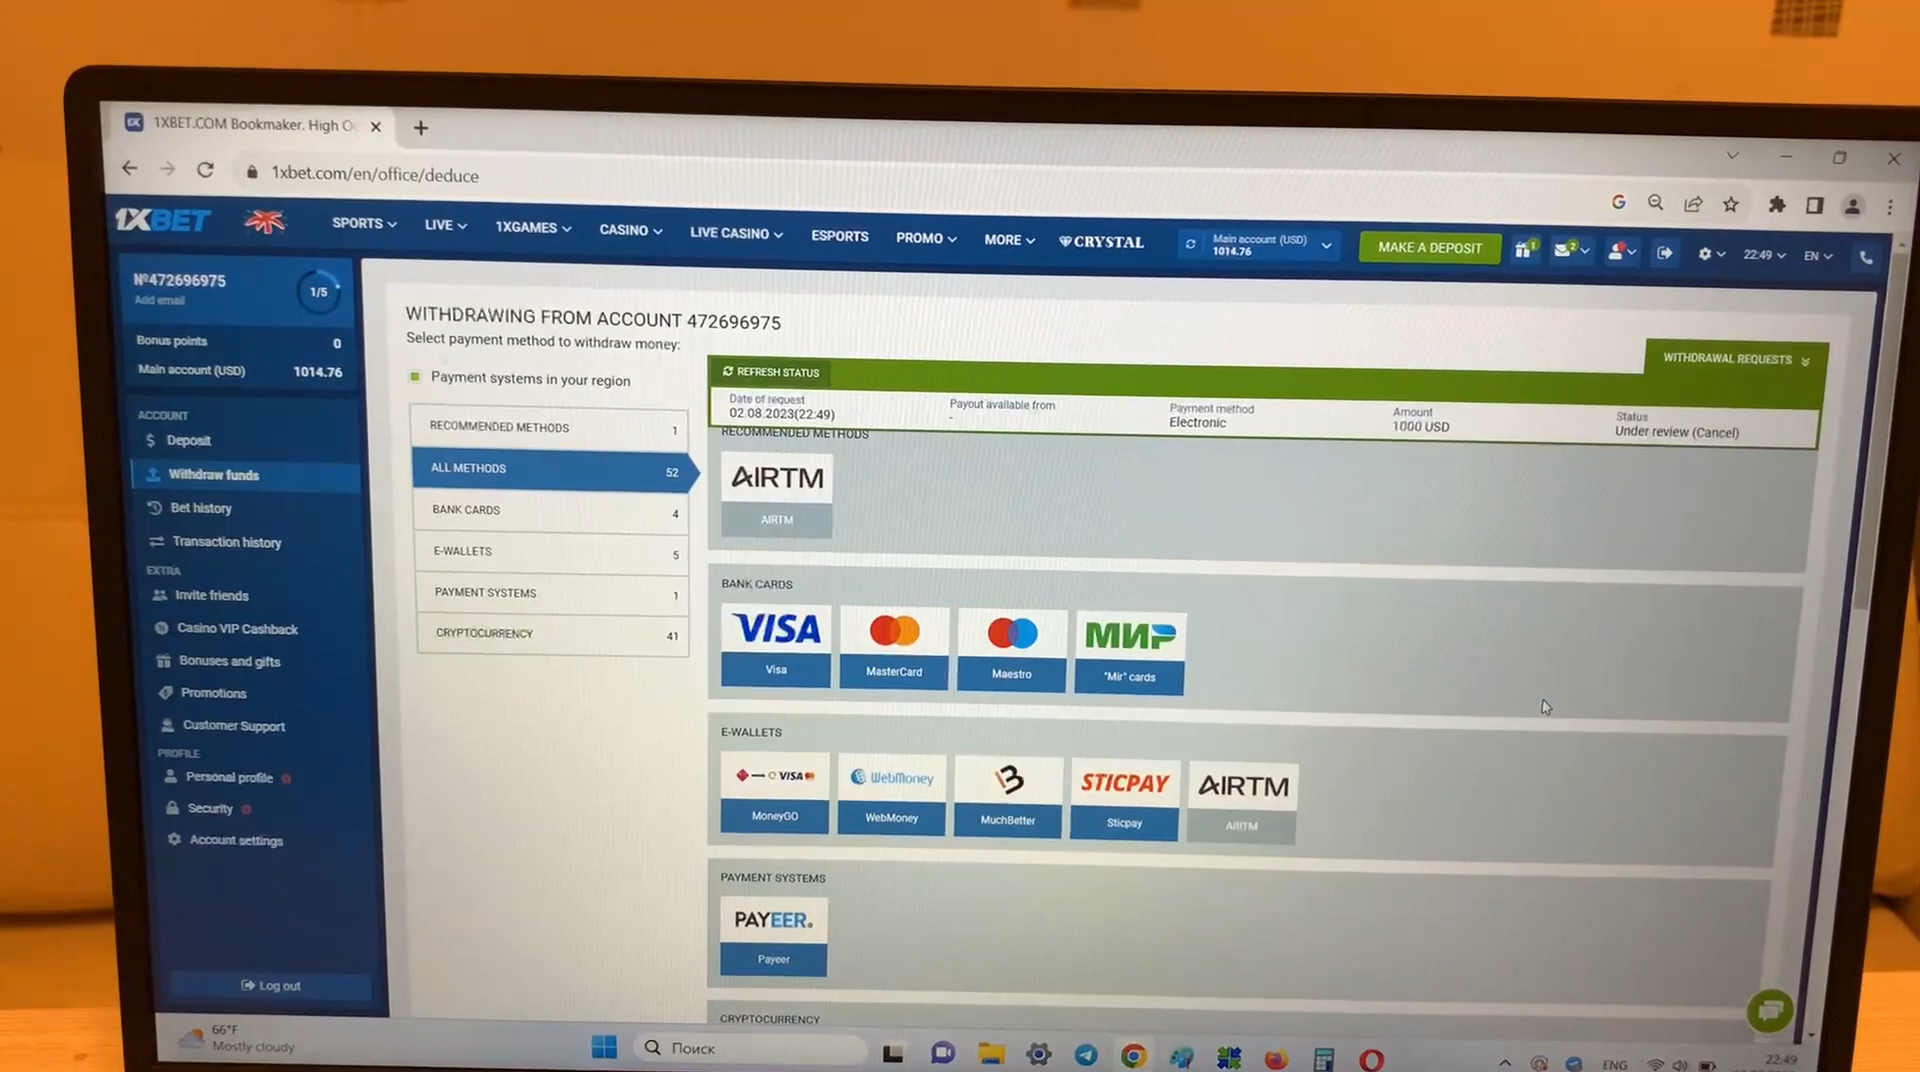 1XBET.COM Bookmaker. High O
1xbet.com/en/office/deduce
1XBET
SPORTS
LIVE
1XGAMES
CASINO
LIVE CASINO
ESPORTS
PROMO
MORE
CRYSTAL
Main account (USD)
1014.76
MAKE A DEPOSIT
1
2
22:49
EN
№472696975
Add email
1/5
Bonus points 0
Main account (USD) 1014.76
ACCOUNT
Deposit
Withdraw funds
Bet history
Transaction history
EXTRA
Invite friends
Casino VIP Cashback
Bonuses and gifts
Promotions
Customer Support
PROFILE
Personal profile
Security
Account settings
Log out
WITHDRAWING FROM ACCOUNT 472696975
Select payment method to withdraw money:
Payment systems in your region
RECOMMENDED METHODS 1
ALL METHODS 52
BANK CARDS 4
E-WALLETS 5
PAYMENT SYSTEMS 1
CRYPTOCURRENCY 41
WITHDRAWAL REQUESTS
REFRESH STATUS
Date of request
02.08.2023(22:49)
Payout available from
-
Payment method
Electronic
Amount
1000 USD
Status
Under review (Cancel)
RECOMMENDED METHODS
AIRTM
AIRTM
BANK CARDS
VISA
Visa
MasterCard
Maestro
МИР
"Mir" cards
E-WALLETS
VISA
MoneyGO
WebMoney
WebMoney
MuchBetter
STICPAY
Sticpay
AIRTM
AIRTM
PAYMENT SYSTEMS
PAYEER
Payeer
CRYPTOCURRENCY
66°F
Mostly cloudy
Поиск
ENG
22:49